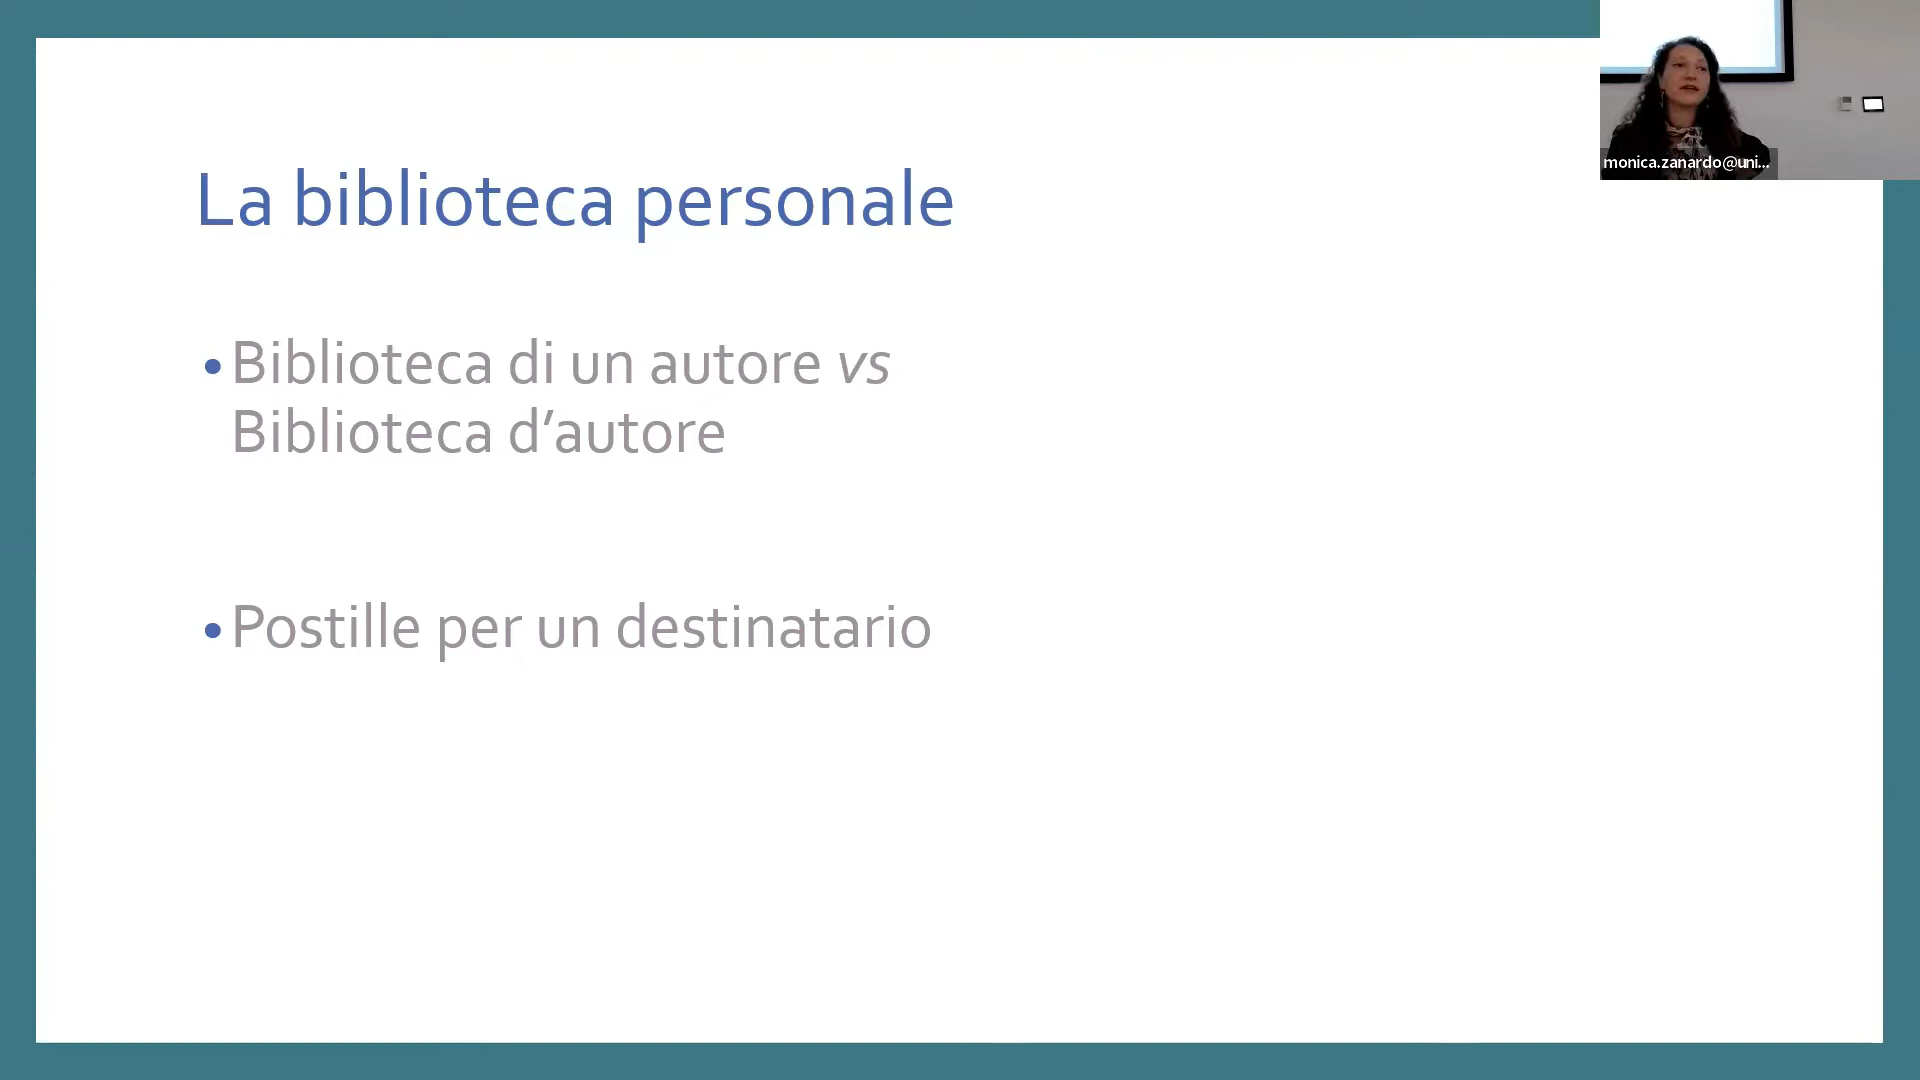 La biblioteca personale
• Biblioteca di un autore vs
Biblioteca d’autore
• Postille per un destinatario
monica.zanardo@uni...